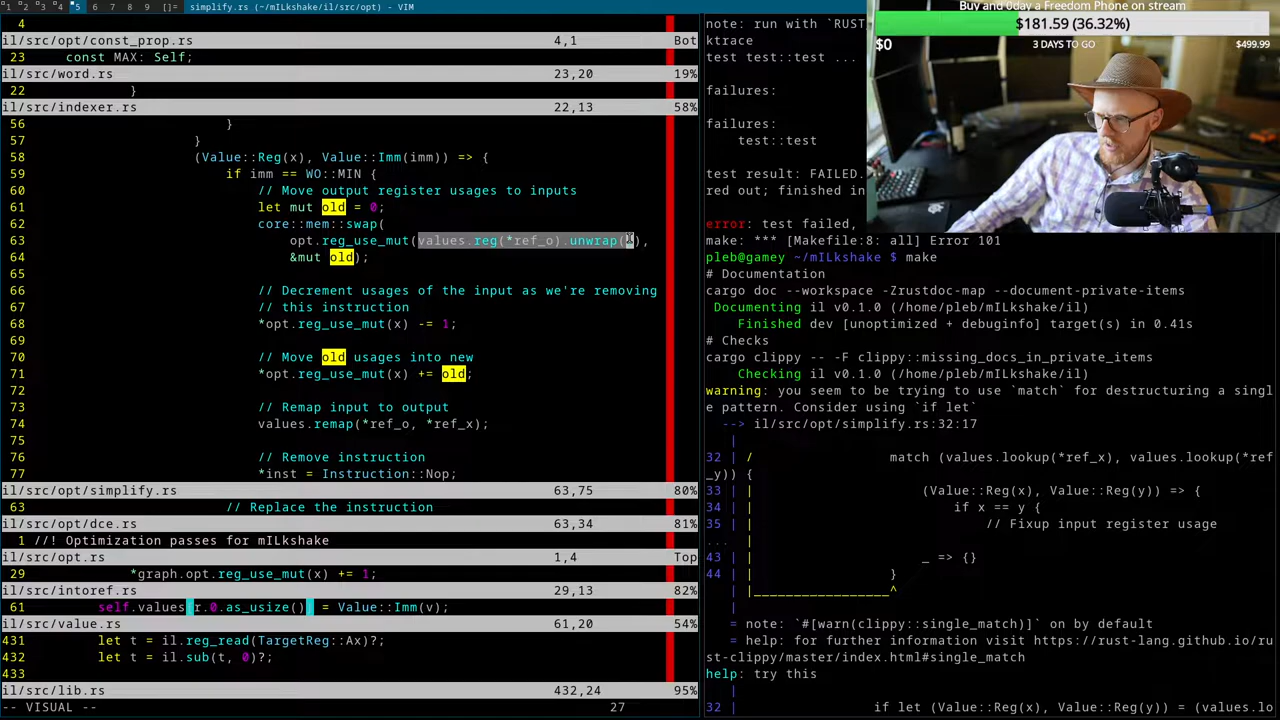 1 2 3 4 5 6 7 8 9 []= simplify.rs (~/mILkshake/il/src/opt) - VIM
4
il/src/opt/const_prop.rs 4,1 Bot
23 const MAX: Self;
il/src/word.rs 23,20 19%
22 }
il/src/indexer.rs 22,13 58%
56 }
57 }
58 (Value::Reg(x), Value::Imm(imm)) => {
59 if imm == WO::MIN {
60 // Move output register usages to inputs
61 let mut old = 0;
62 core::mem::swap(
63 opt.reg_use_mut(values.reg(*ref_o).unwrap()),
64 &mut old);
65
66 // Decrement usages of the input as we're removing
67 // this instruction
68 *opt.reg_use_mut(x) -= 1;
69
70 // Move old usages into new
71 *opt.reg_use_mut(x) += old;
72
73 // Remap input to output
74 values.remap(*ref_o, *ref_x);
75
76 // Remove instruction
77 *inst = Instruction::Nop;
il/src/opt/simplify.rs 63,75 80%
63 // Replace the instruction
il/src/opt/dce.rs 63,34 81%
1 //! Optimization passes for mILkshake
il/src/opt.rs 1,4 Top
29 *graph.opt.reg_use_mut(x) += 1;
il/src/intoref.rs 29,13 82%
61 self.values[r.0.as_usize()] = Value::Imm(v);
il/src/value.rs 61,20 54%
431 let t = il.reg_read(TargetReg::Ax)?;
432 let t = il.sub(t, 0)?;
433
il/src/lib.rs 432,24 95%
-- VISUAL -- 27
note: run with `RUST
ktrace
test test::test ...
failures:
failures:
test::test
test result: FAILED.
red out; finished in
error: test failed,
make: *** [Makefile:8: all] Error 101
pleb@gamey ~/mILkshake $ make
# Documentation
cargo doc --workspace -Zrustdoc-map --document-private-items
Documenting il v0.1.0 (/home/pleb/mILkshake/il)
Finished dev [unoptimized + debuginfo] target(s) in 0.41s
# Checks
cargo clippy -- -F clippy::missing_docs_in_private_items
Checking il v0.1.0 (/home/pleb/mILkshake/il)
warning: you seem to be trying to use `match` for destructuring a singl
e pattern. Consider using `if let`
--> il/src/opt/simplify.rs:32:17
|
32 | / match (values.lookup(*ref_x), values.lookup(*ref
_y)) {
33 | | (Value::Reg(x), Value::Reg(y)) => {
34 | | if x == y {
35 | | // Fixup input register usage
... |
43 | | _ => {}
44 | | }
| |_________________^
|
= note: `#[warn(clippy::single_match)]` on by default
= help: for further information visit https://rust-lang.github.io/ru
st-clippy/master/index.html#single_match
help: try this
|
32 | if let (Value::Reg(x), Value::Reg(y)) = (values.lo
Buy and 0day a Freedom Phone on stream
$181.59 (36.32%)
$0 3 DAYS TO GO $499.99